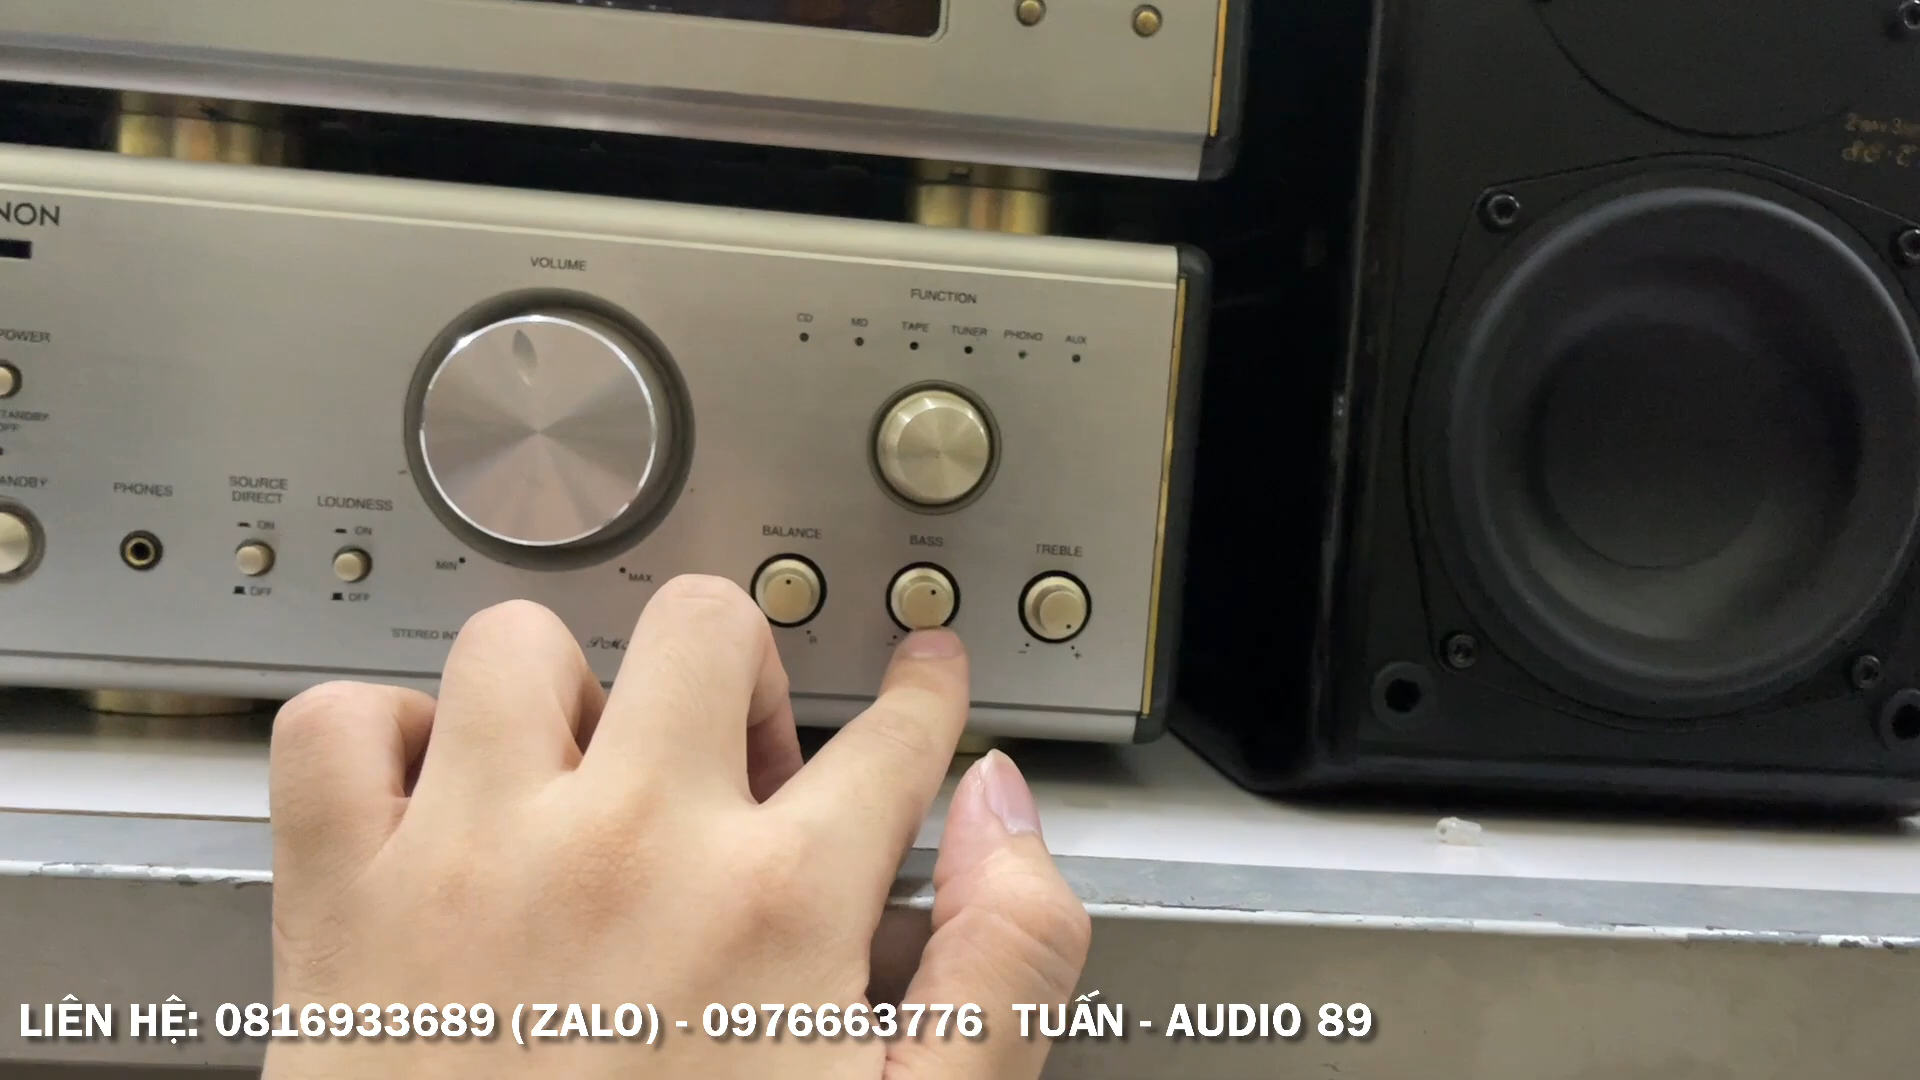 NON
VOLUME
FUNCTION
CD MD TAPE TUNER PHONO AUX
POWER
PHONES
SOURCE DIRECT
ON
OFF
LOUDNESS
ON
OFF
MIN
MAX
BALANCE
R
BASS
-
TREBLE
- +
STEREO
LIÊN HỆ: 0816933689 (ZALO) - 0976663776 TUẤN - AUDIO 89